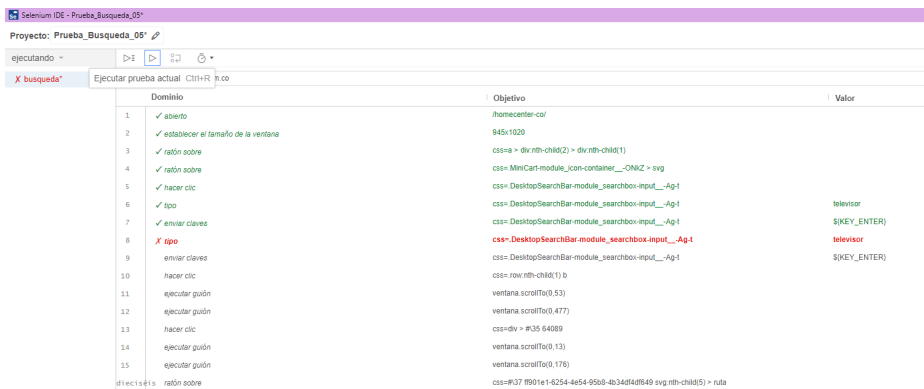 Selenium IDE - Prueba_Busqueda_05*
Proyecto: Prueba_Busqueda_05*
ejecutando
X busqueda*
Ejecutar prueba actual Ctrl+R
m.co
Dominio Objetivo Valor
1 ✓ abierto /homecenter-co/
2 ✓ establecer el tamaño de la ventana 945x1020
3 ✓ ratón sobre css=a > div:nth-child(2) > div:nth-child(1)
4 ✓ ratón sobre css=.MiniCart-module_icon-container__-ONkZ > svg
5 ✓ hacer clic css=.DesktopSearchBar-module_searchbox-input__-Ag-t
6 ✓ tipo css=.DesktopSearchBar-module_searchbox-input__-Ag-t televisor
7 ✓ enviar claves css=.DesktopSearchBar-module_searchbox-input__-Ag-t ${KEY_ENTER}
8 X tipo css=.DesktopSearchBar-module_searchbox-input__-Ag-t televisor
9 enviar claves css=.DesktopSearchBar-module_searchbox-input__-Ag-t ${KEY_ENTER}
10 hacer clic css=.row:nth-child(1) b
11 ejecutar guión ventana.scrollTo(0,53)
12 ejecutar guión ventana.scrollTo(0,477)
13 hacer clic css=div > #\35 64089
14 ejecutar guión ventana.scrollTo(0,13)
15 ejecutar guión ventana.scrollTo(0,176)
dieciséis ratón sobre css=#\37 ff901e1-6254-4e54-95b8-4b34df4df649 svg:nth-child(5) > ruta